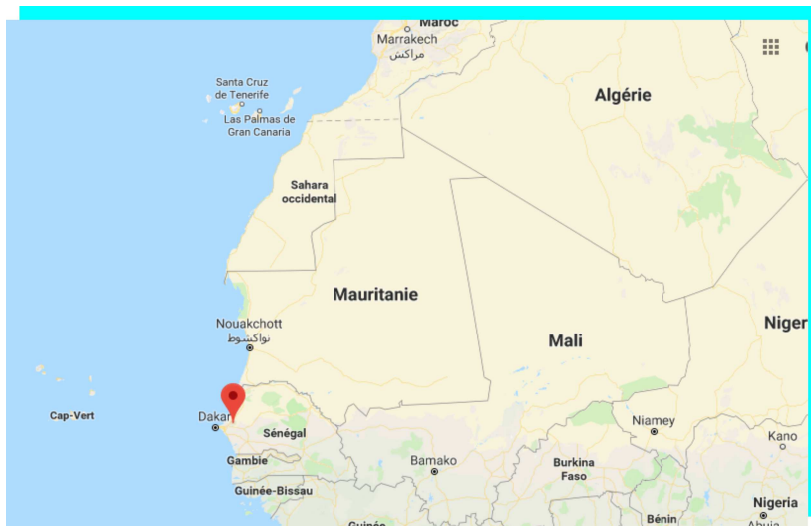 Maroc
Marrakech
مراكش
Santa Cruz
de Tenerife
Las Palmas de
Gran Canaria
Algérie
Sahara
occidental
Mauritanie
Nouakchott
نواكشوط
Mali
Niger
Cap-Vert
Dakar
Sénégal
Niamey
Kano
Gambie
Bamako
Burkina
Faso
Guinée-Bissau
Nigeria
Bénin
Guinée
Abuja